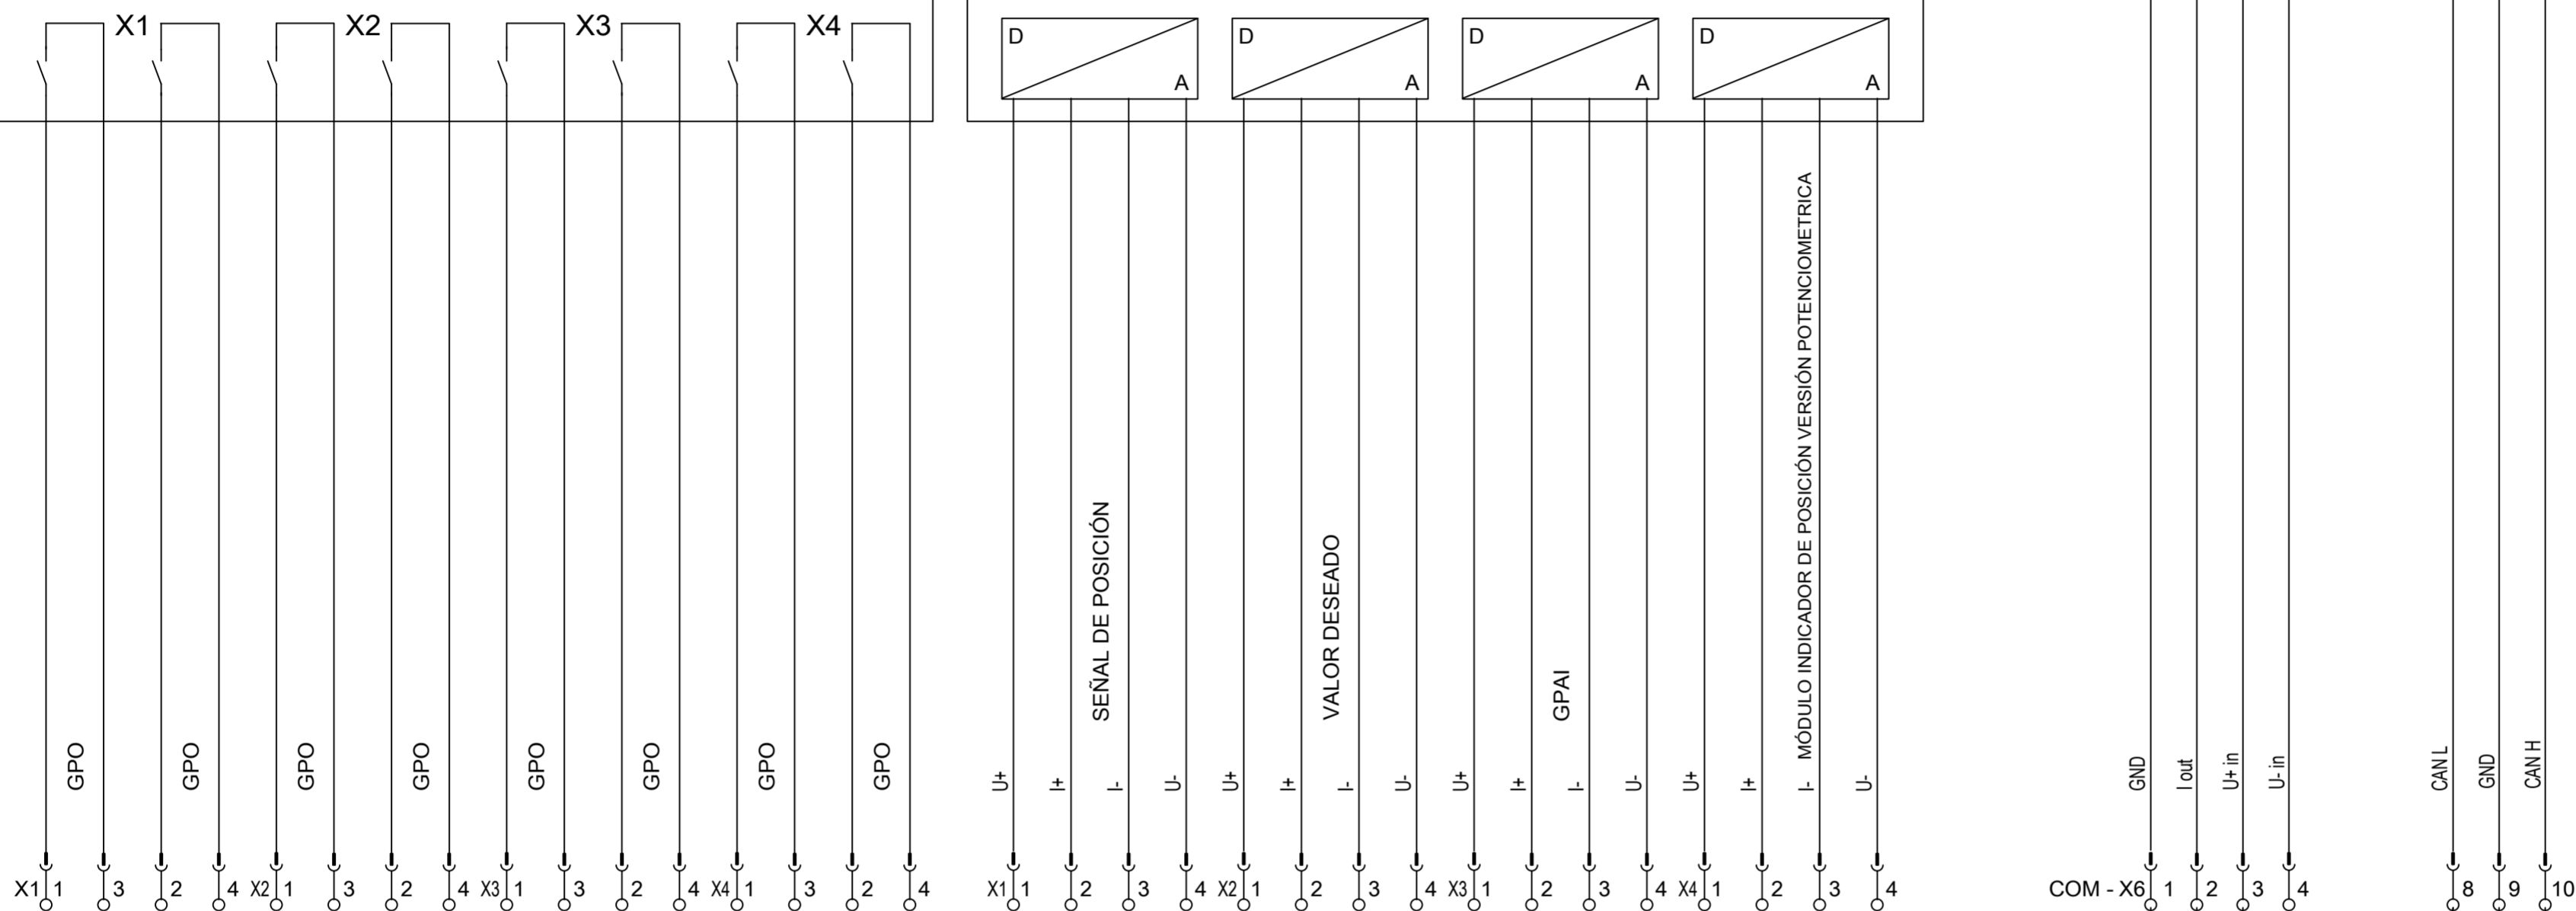 X1 X2 X3 X4
D A D A D A D A
GPO GPO GPO GPO GPO GPO GPO GPO
SEÑAL DE POSICIÓN
VALOR DESEADO
GPAI
MÓDULO INDICADOR DE POSICIÓN VERSIÓN POTENCIOMETRICA
U+ I+ I- U- U+ I+ I- U- U+ I+ I- U- U+ I+ I- U-
GND I out U+ in U- in
CAN L GND CAN H
X1 1 3 2 4 X2 1 3 2 4 X3 1 3 2 4 X4 1 3 2 4
X1 1 2 3 4 X2 1 2 3 4 X3 1 2 3 4 X4 1 2 3 4
COM - X6 1 2 3 4
8 9 10